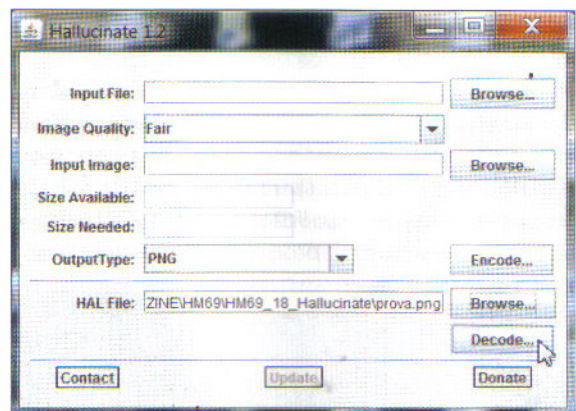 Hallucinate 1.2
Input File: Browse...
Image Quality: Fair
Input Image: Browse...
Size Available:
Size Needed:
OutputType: PNG Encode...
HAL File: ZINE\HM69\HM69_18_Hallucinate\prova.png Browse...
Decode...
Contact Update Donate